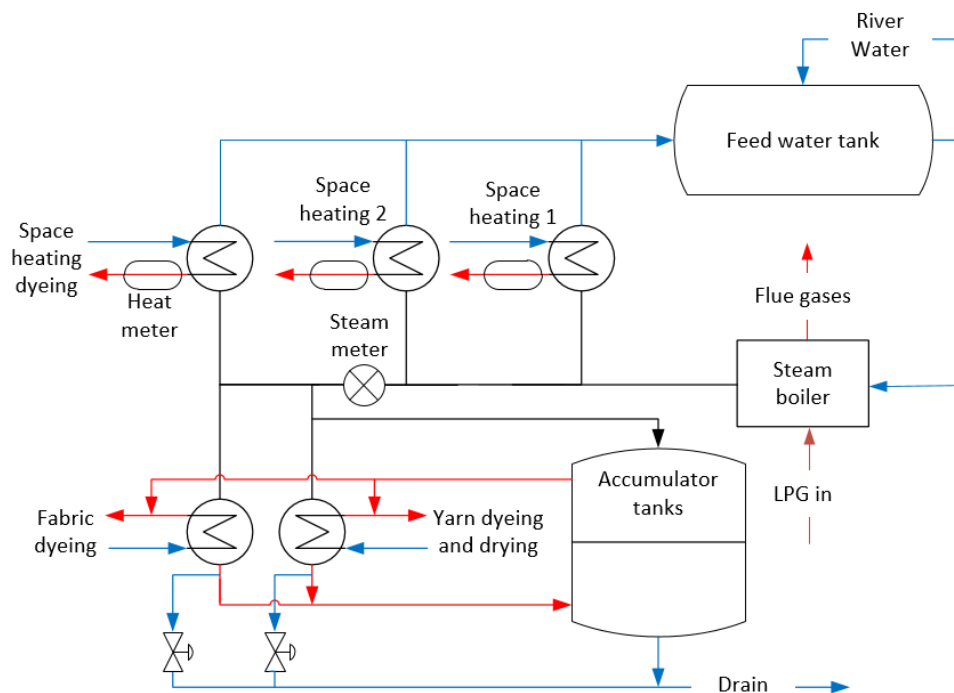 River
Water
Feed water tank
Space
heating 2
Space
heating 1
Space
heating
dyeing
Heat
meter
Steam
meter
Flue gases
Steam
boiler
LPG in
Accumulator
tanks
Fabric
dyeing
Yarn dyeing
and drying
Drain